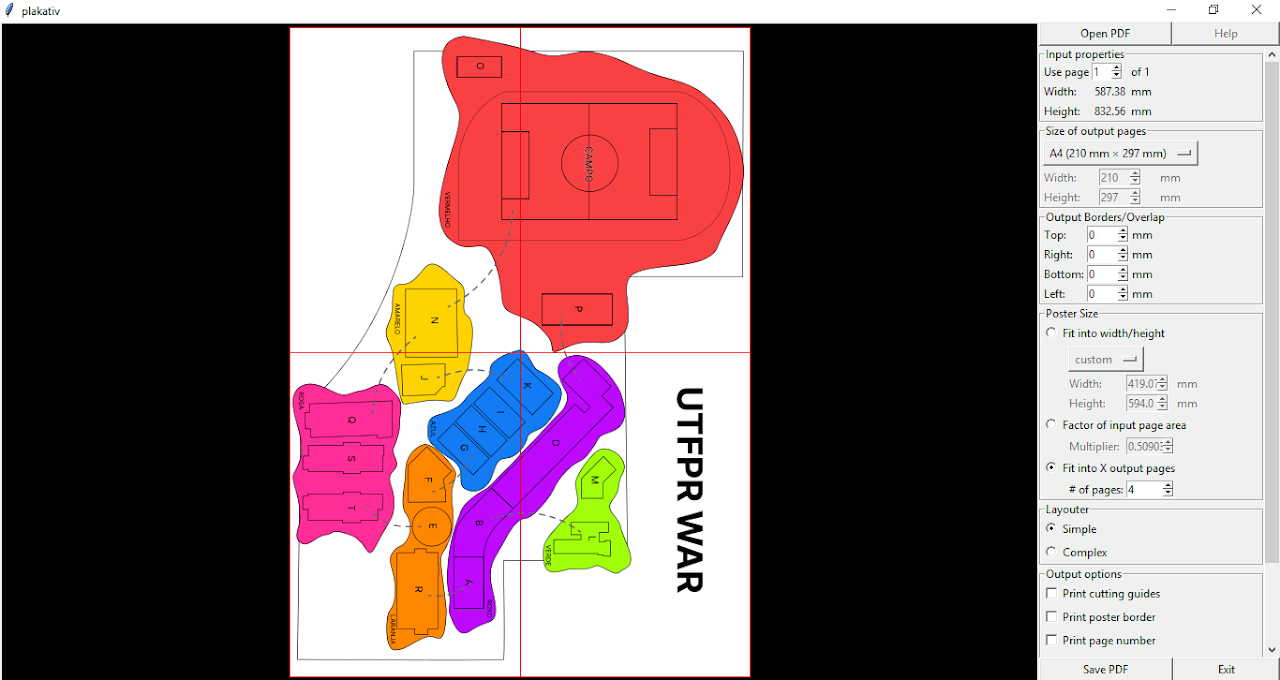 plakativ
Open PDF
Help
Input properties
Use page 1 of 1
Width: 587.38 mm
Height: 832.56 mm
Size of output pages
A4 (210 mm × 297 mm)
Width: 210 mm
Height: 297 mm
Output Borders/Overlap
Top: 0 mm
Right: 0 mm
Bottom: 0 mm
Left: 0 mm
Poster Size
Fit into width/height
custom
Width: 419.07 mm
Height: 594.0 mm
Factor of input page area
Multiplier: 0.5090
Fit into X output pages
# of pages: 4
Layouter
Simple
Complex
Output options
Print cutting guides
Print poster border
Print page number
Save PDF
Exit
O
CAMPO
VERMELHO
P
N
AMARELO
J
K
I
H
G
AZUL
ROSA
Q
S
T
F
E
R
LARANJA
D
B
A
ROXO
M
L
VERDE
UTFPR WAR